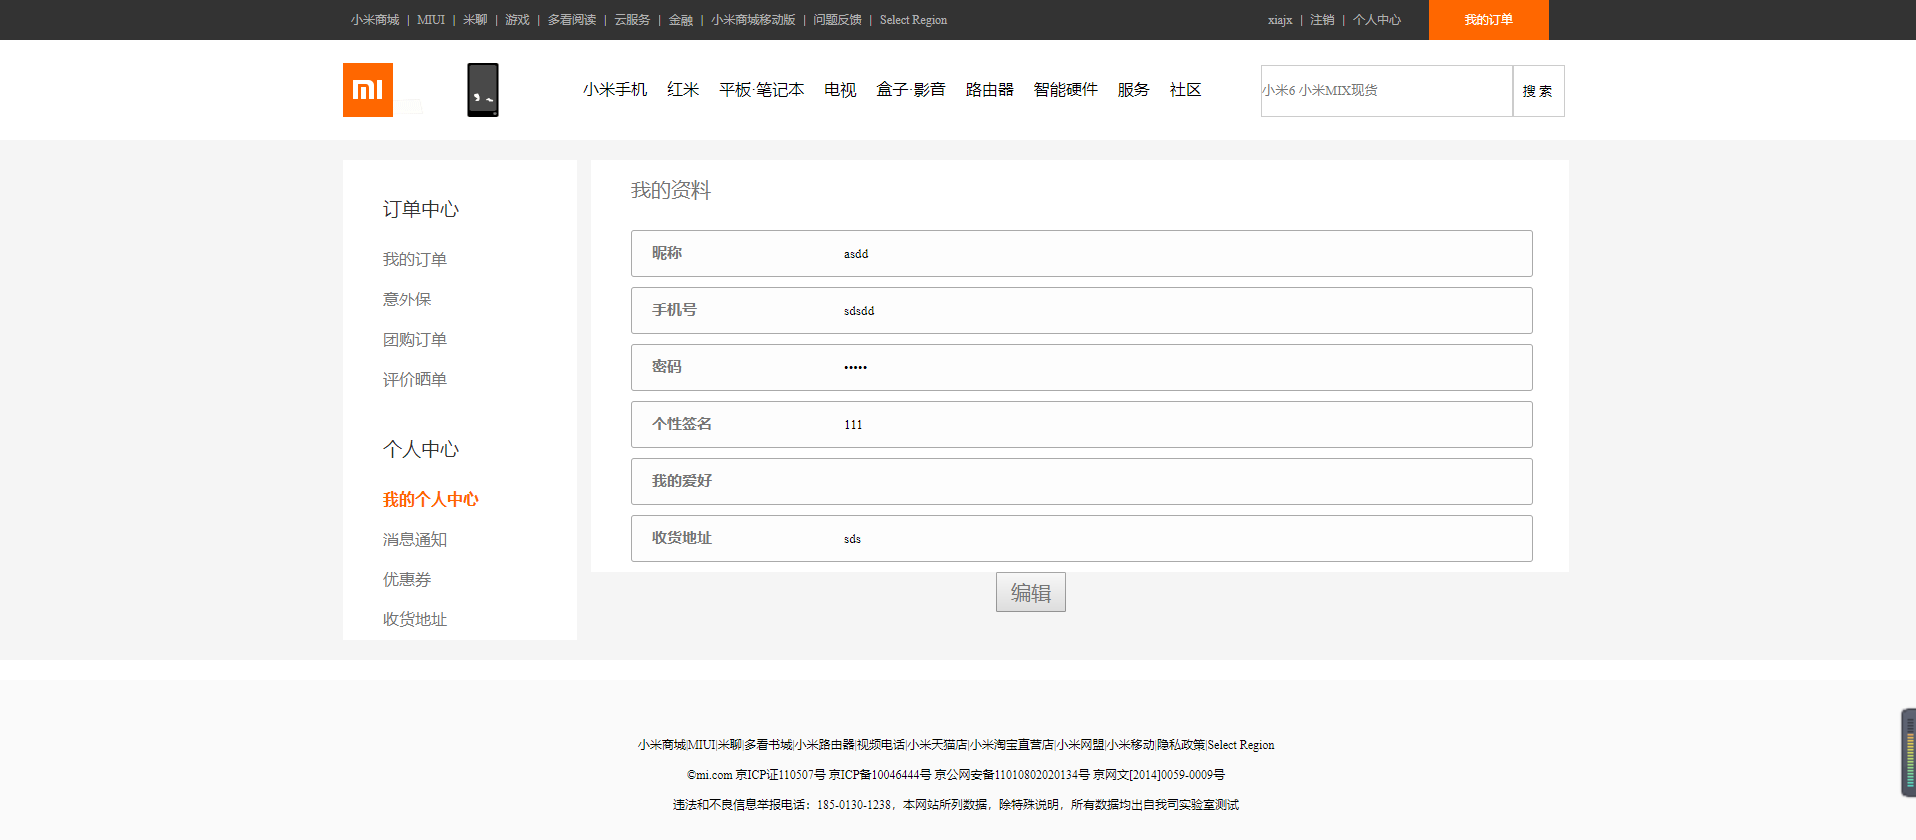 小米商城 | MIUI | 米聊 | 游戏 | 多看阅读 | 云服务 | 金融 | 小米商城移动版 | 问题反馈 | Select Region
xiajx | 注销 | 个人中心
我的订单
mi
小米手机 红米 平板·笔记本 电视 盒子·影音 路由器 智能硬件 服务 社区
小米6 小米MIX现货
搜 索
订单中心
我的订单
意外保
团购订单
评价晒单
个人中心
我的个人中心
消息通知
优惠券
收货地址
我的资料
昵称 asdd
手机号 sdsdd
密码 •••••
个性签名 111
我的爱好
收货地址 sds
编辑
小米商城|MIUI|米聊|多看书城|小米路由器|视频电话|小米天猫店|小米淘宝直营店|小米网盟|小米移动|隐私政策|Select Region
©mi.com 京ICP证110507号 京ICP备10046444号 京公网安备11010802020134号 京网文[2014]0059-0009号
违法和不良信息举报电话：185-0130-1238，本网站所列数据，除特殊说明，所有数据均出自我司实验室测试